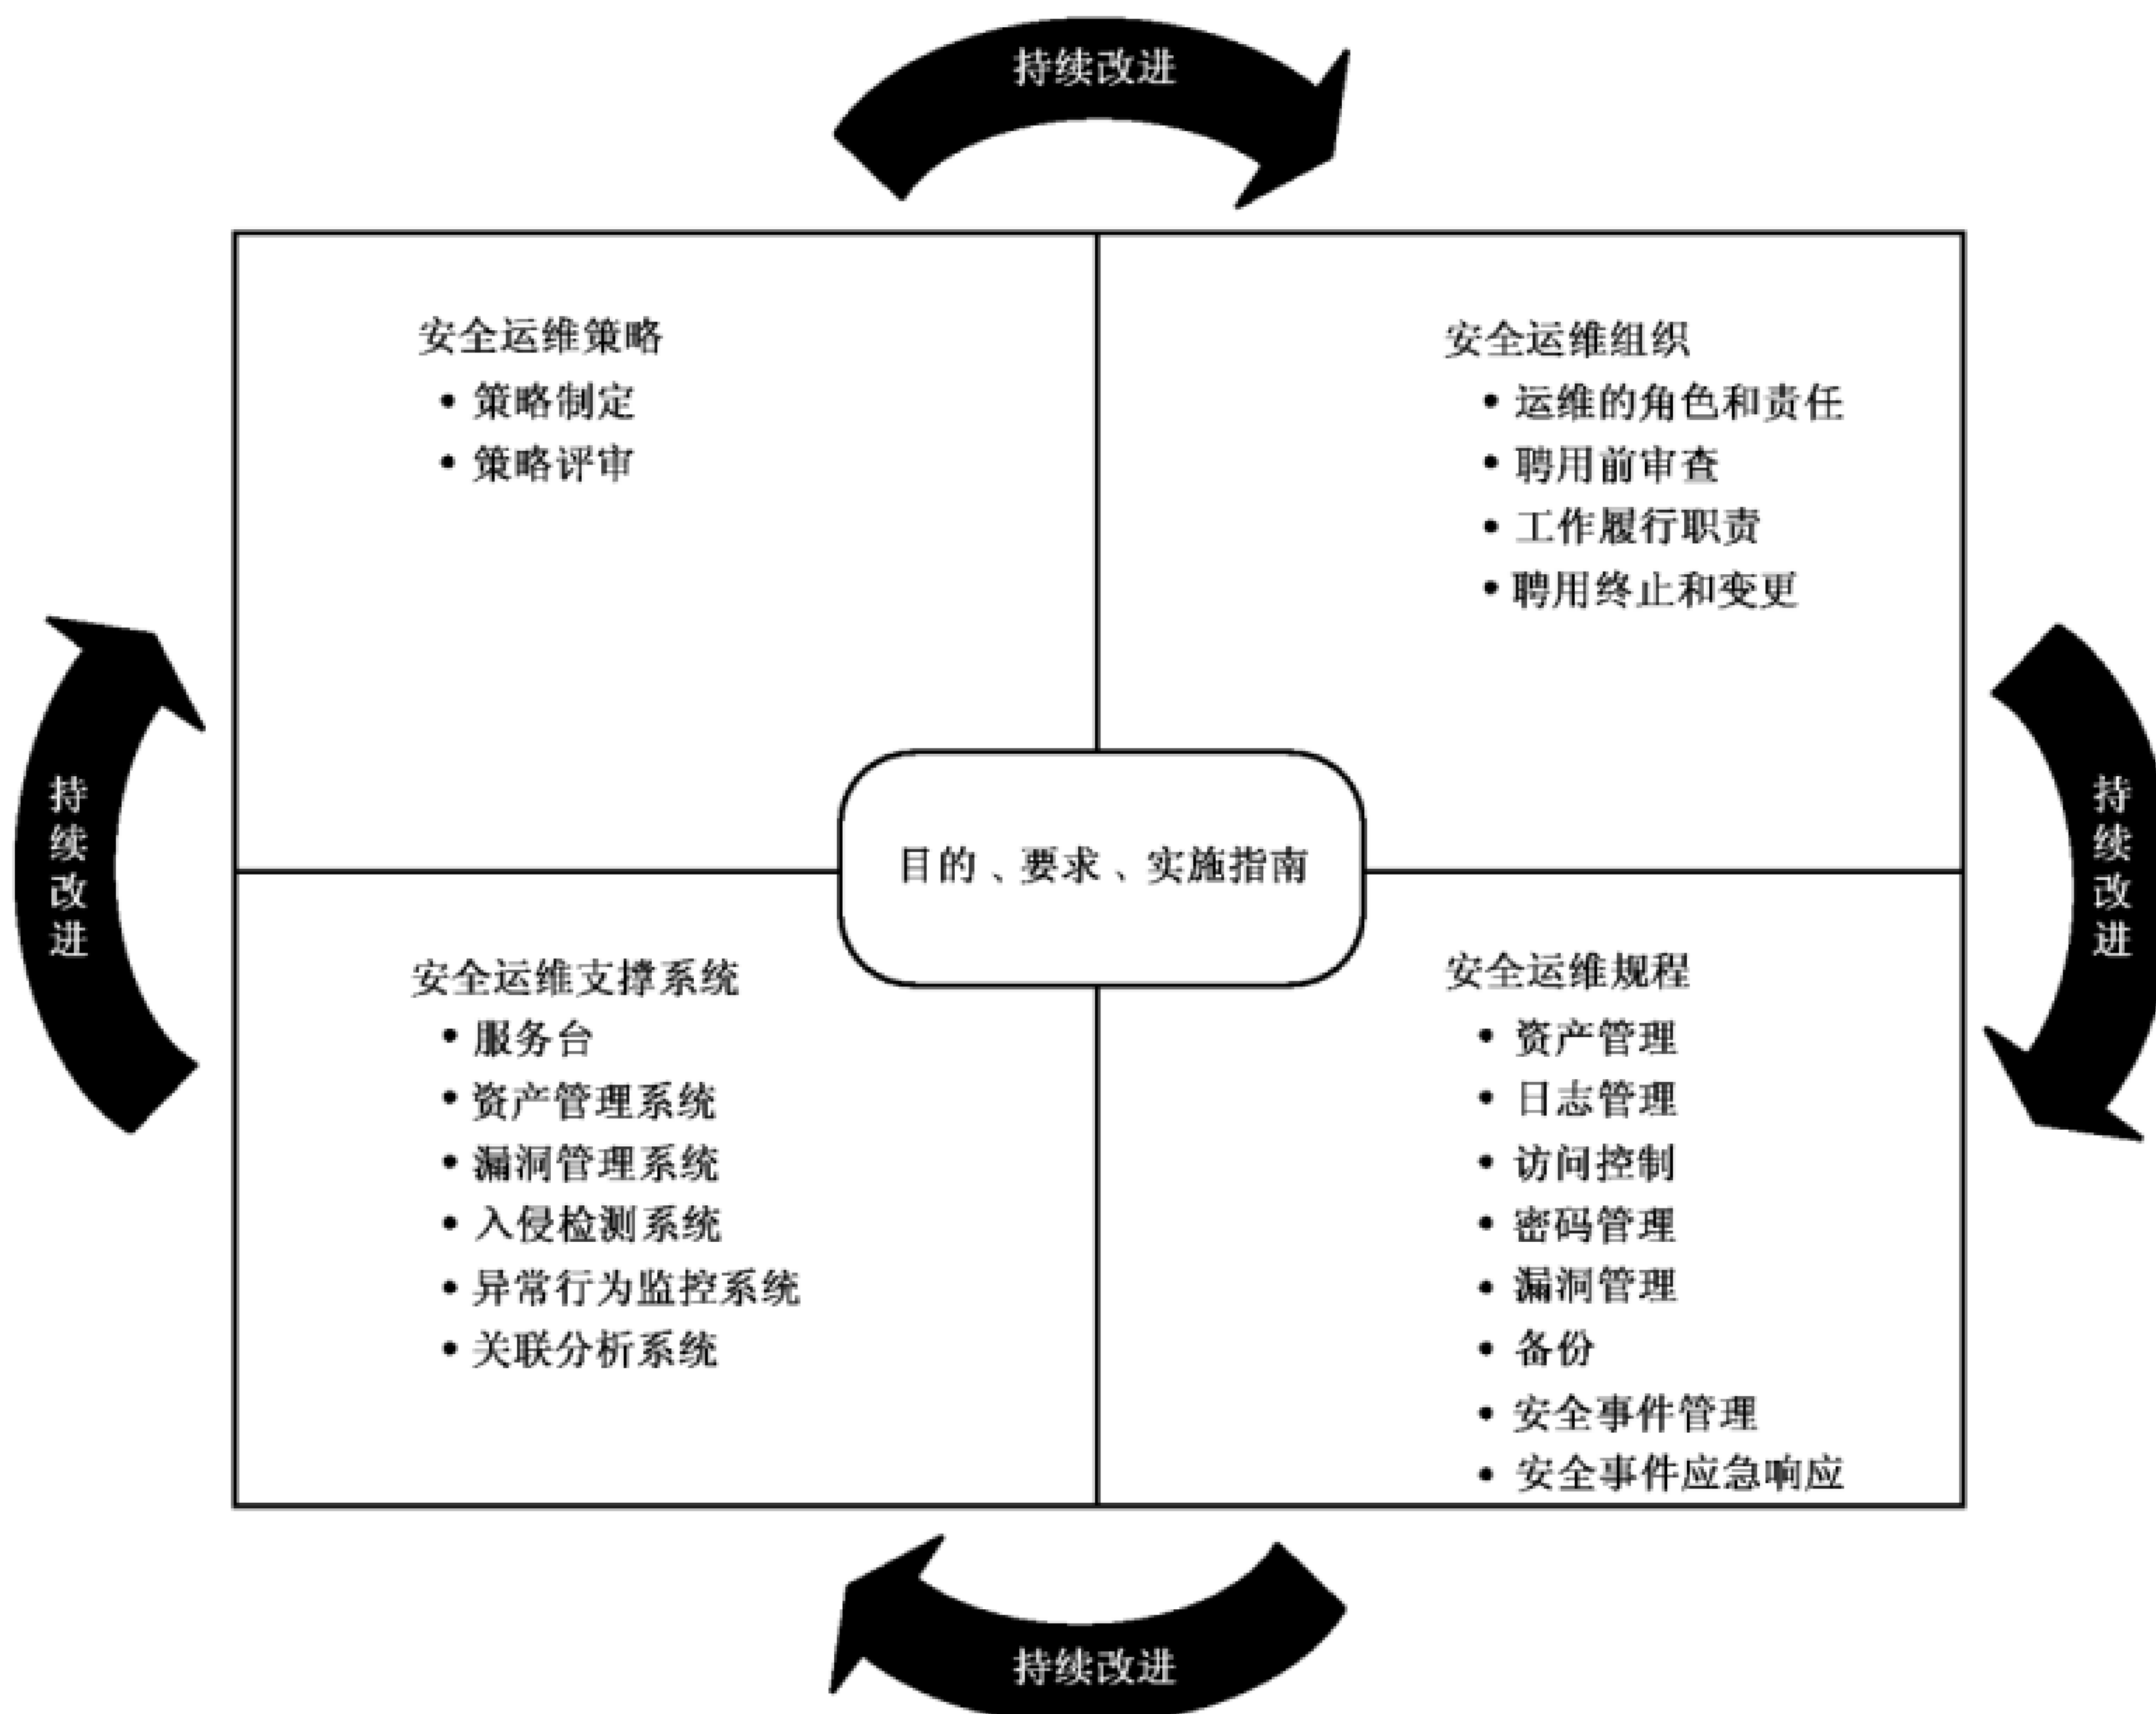 持续改进
安全运维策略
• 策略制定
• 策略评审
安全运维组织
• 运维的角色和责任
• 聘用前审查
• 工作履行职责
• 聘用终止和变更
持续改进
持续改进
目的、要求、实施指南
安全运维支撑系统
• 服务台
• 资产管理系统
• 漏洞管理系统
• 入侵检测系统
• 异常行为监控系统
• 关联分析系统
安全运维规程
• 资产管理
• 日志管理
• 访问控制
• 密码管理
• 漏洞管理
• 备份
• 安全事件管理
• 安全事件应急响应
持续改进